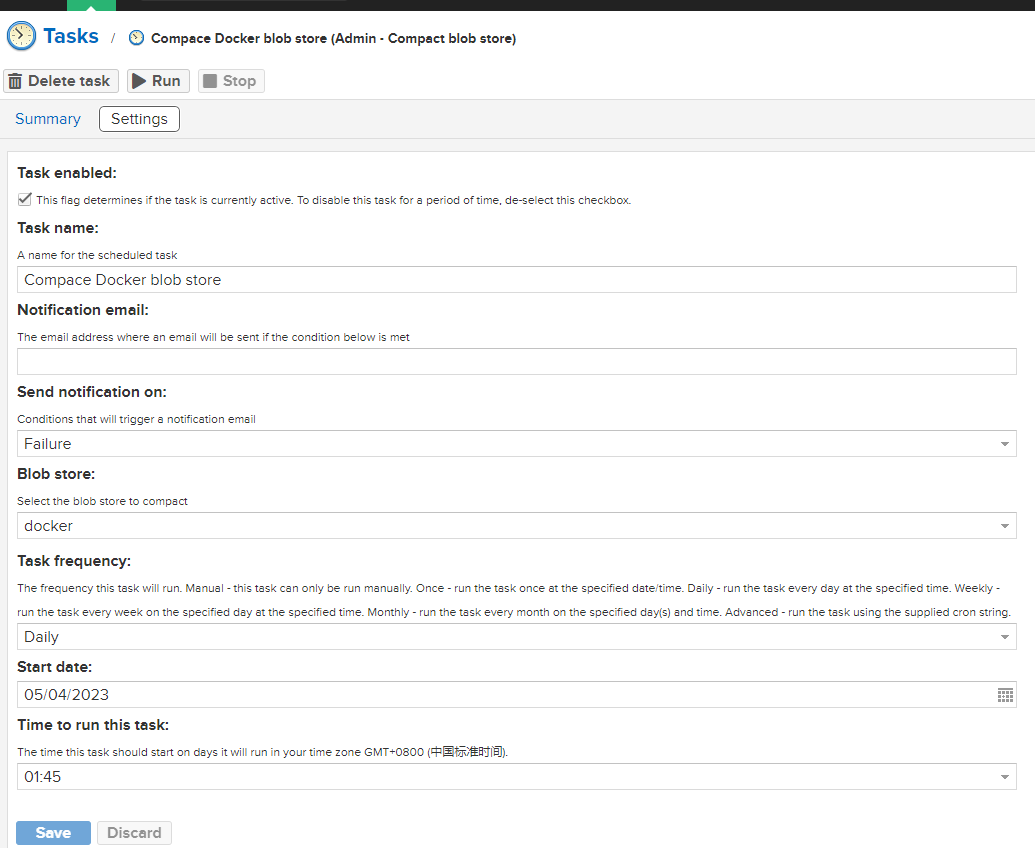 Tasks / Compace Docker blob store (Admin - Compact blob store)
Delete task Run Stop
Summary Settings
Task enabled:
This flag determines if the task is currently active. To disable this task for a period of time, de-select this checkbox.
Task name:
A name for the scheduled task
Compace Docker blob store
Notification email:
The email address where an email will be sent if the condition below is met
Send notification on:
Conditions that will trigger a notification email
Failure
Blob store:
Select the blob store to compact
docker
Task frequency:
The frequency this task will run. Manual - this task can only be run manually. Once - run the task once at the specified date/time. Daily - run the task every day at the specified time. Weekly -
run the task every week on the specified day at the specified time. Monthly - run the task every month on the specified day(s) and time. Advanced - run the task using the supplied cron string.
Daily
Start date:
05/04/2023
Time to run this task:
The time this task should start on days it will run in your time zone GMT+0800 (中国标准时间).
01:45
Save Discard